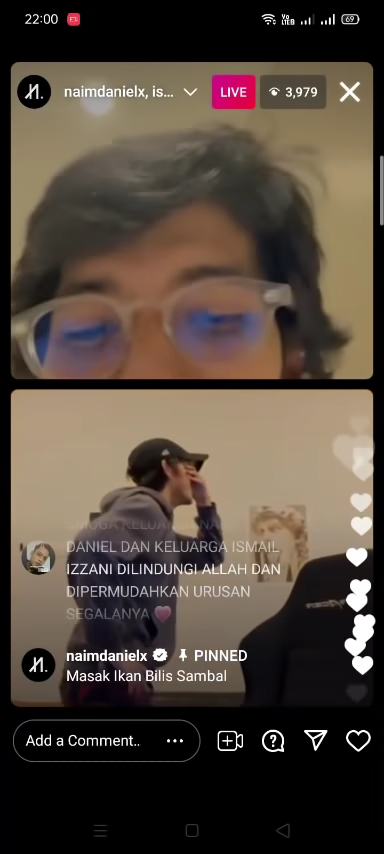 22:00
69
naimdanielx, is...
LIVE
3,979
DANIEL DAN KELUARGA ISMAIL
IZZANI DILINDUNGI ALLAH DAN
DIPERMUDAHKAN URUSAN
SEGALANYA 💗
naimdanielx PINNED
Masak Ikan Bilis Sambal
Add a Comment..